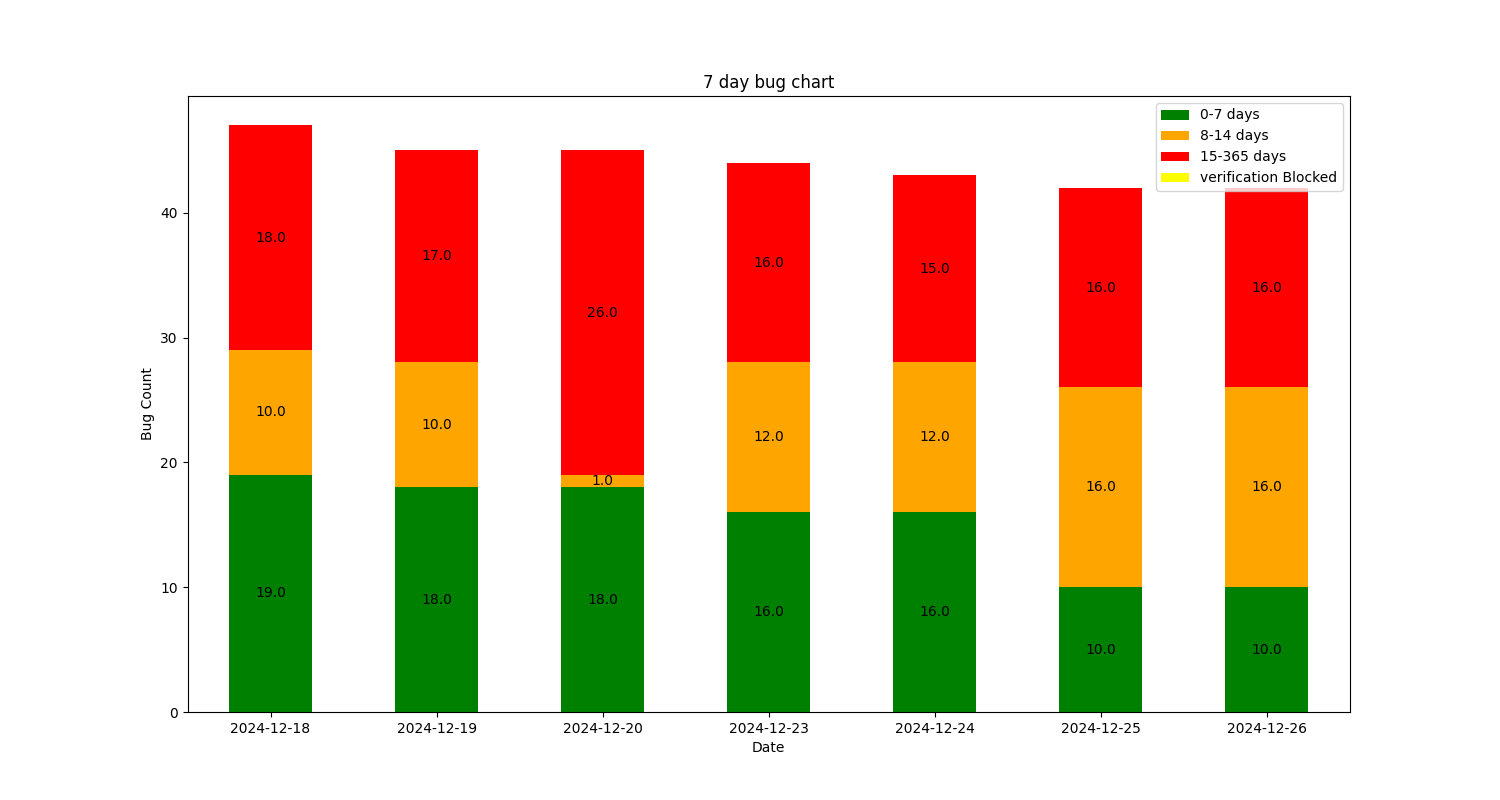 7 day bug chart
0-7 days
8-14 days
15-365 days
verification Blocked
Bug Count
40
30
20
10
0
18.0 17.0 26.0 16.0 15.0 16.0 16.0
10.0 10.0 1.0 12.0 12.0 16.0 16.0
19.0 18.0 18.0 16.0 16.0 10.0 10.0
2024-12-18 2024-12-19 2024-12-20 2024-12-23 2024-12-24 2024-12-25 2024-12-26
Date